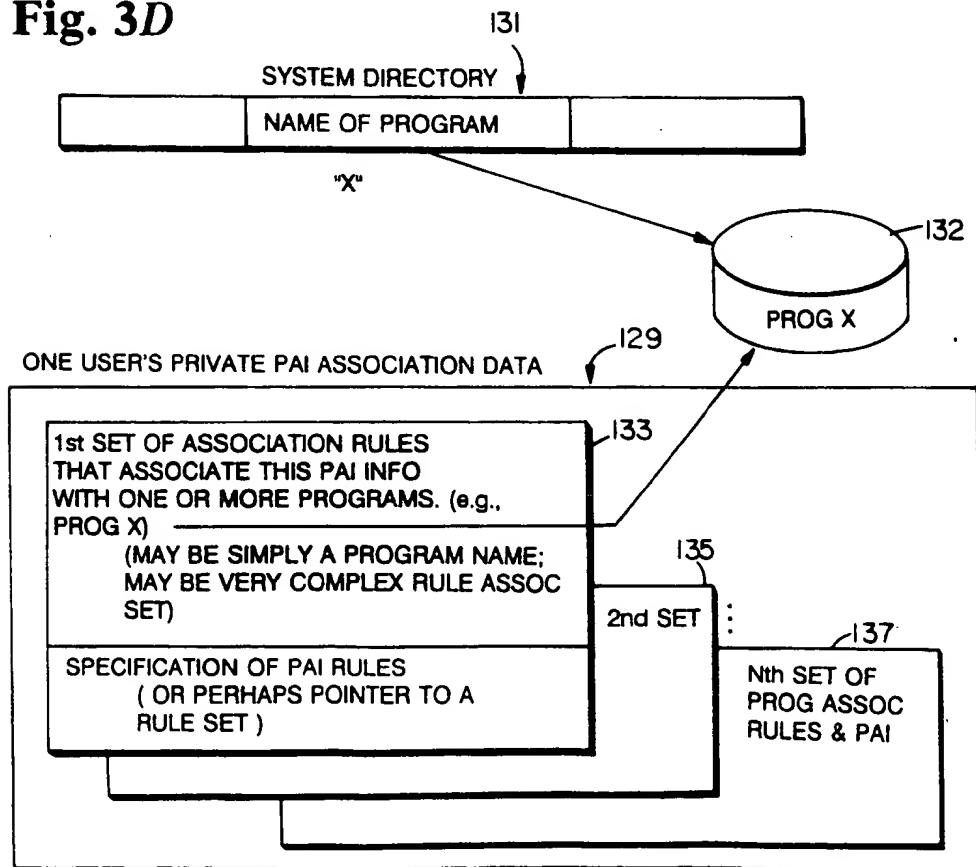 Fig. 3D
131
SYSTEM DIRECTORY
NAME OF PROGRAM
"X"
132
PROG X
129
ONE USER'S PRIVATE PAI ASSOCIATION DATA
133
1st SET OF ASSOCIATION RULES
THAT ASSOCIATE THIS PAI INFO
WITH ONE OR MORE PROGRAMS. (e.g.,
PROG X)
(MAY BE SIMPLY A PROGRAM NAME;
MAY BE VERY COMPLEX RULE ASSOC
SET)
SPECIFICATION OF PAI RULES
( OR PERHAPS POINTER TO A
RULE SET )
135
2nd SET
137
Nth SET OF
PROG ASSOC
RULES & PAI